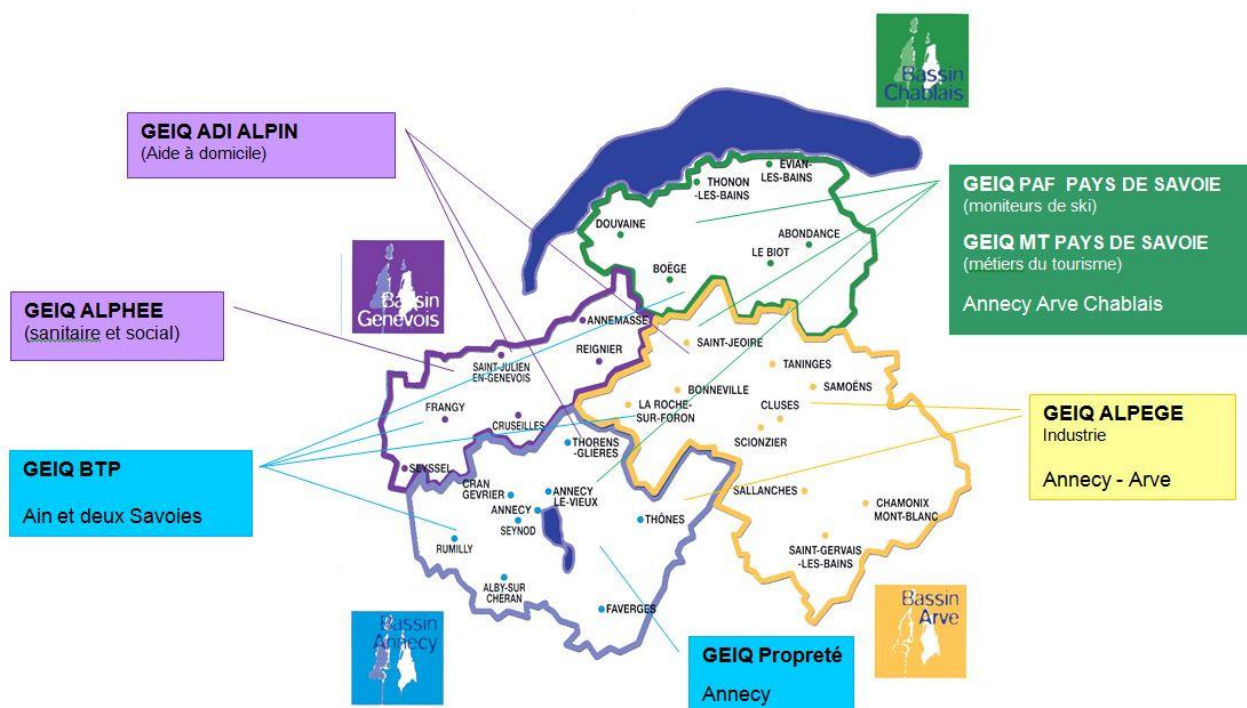 Bassin
Chablais
GEIQ ADI ALPIN
(Aide à domicile)
EVIAN-
LES-BAINS
THONON
-LES-BAINS
GEIQ PAF PAYS DE SAVOIE
(moniteurs de ski)
GEIQ MT PAYS DE SAVOIE
(métiers du tourisme)
Annecy Arve Chablais
DOUVAINE
ABONDANCE
LE BIOT
BOËGE
Bassin
Genevois
GEIQ ALPHEE
(sanitaire et social)
ANNEMASSE
REIGNIER
SAINT-JULIEN
EN-GENEVOIS
FRANGY
CRUSEILLES
SEYSSEL
SAINT-JEOIRE
TANINGES
SAMOËNS
BONNEVILLE
LA ROCHE-
SUR-FORON
CLUSES
SCIONZIER
GEIQ ALPEGE
Industrie
Annecy - Arve
GEIQ BTP
Ain et deux Savoies
THORENS
-GLIÈRES
CRAN
GEVRIER
ANNECY
LE-VIEUX
ANNECY
SEYNOD
THÔNES
RUMILLY
ALBY-SUR
CHERAN
FAVERGES
SALLANCHES
CHAMONIX
MONT-BLANC
SAINT-GERVAIS
-LES-BAINS
Bassin
Annecy
Bassin
Arve
GEIQ Propreté
Annecy